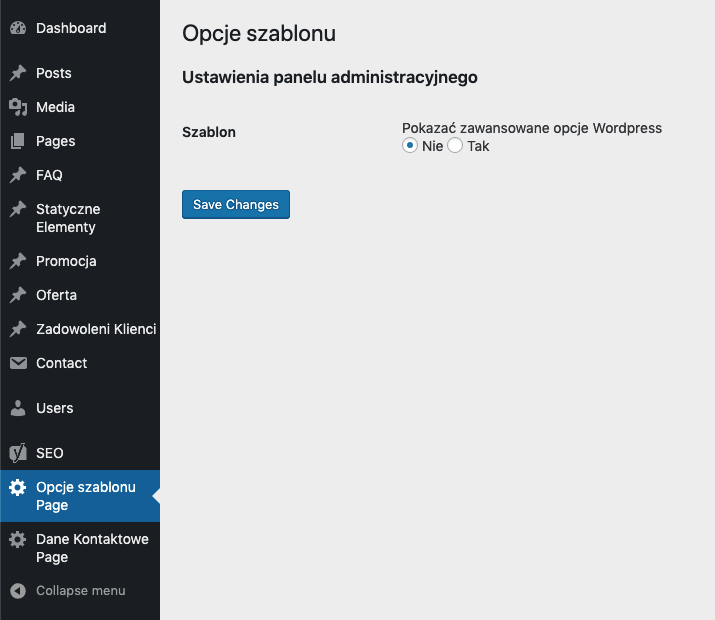 Dashboard
Posts
Media
Pages
FAQ
Statyczne
Elementy
Promocja
Oferta
Zadowoleni Klienci
Contact
Users
SEO
Opcje szablonu
Page
Dane Kontaktowe
Page
Collapse menu
Opcje szablonu
Ustawienia panelu administracyjnego
Szablon
Pokazać zawansowane opcje Wordpress
Nie Tak
Save Changes